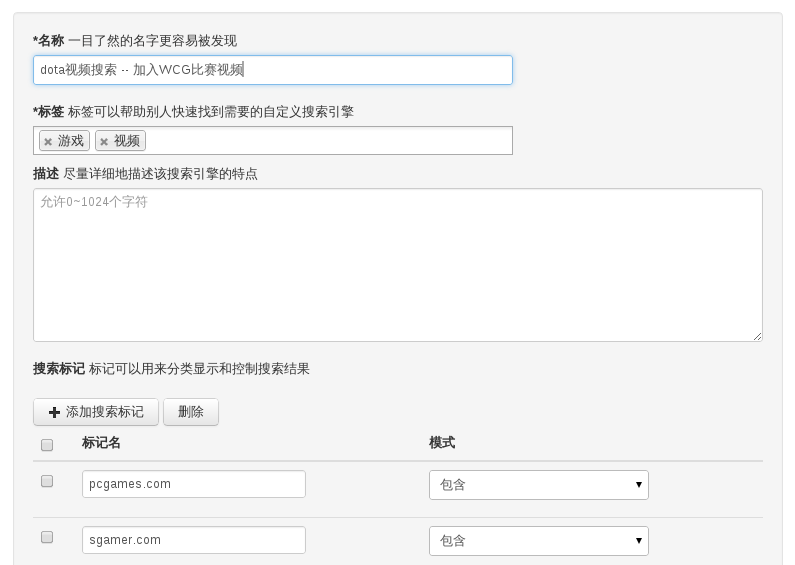 *名称 一目了然的名字更容易被发现
dota视频搜索 -- 加入WCG比赛视频
*标签 标签可以帮助别人快速找到需要的自定义搜索引擎
× 游戏 × 视频
描述 尽量详细地描述该搜索引擎的特点
允许0~1024个字符
搜索标记 标记可以用来分类显示和控制搜索结果
+ 添加搜索标记 删除
标记名 模式
pcgames.com 包含
sgamer.com 包含